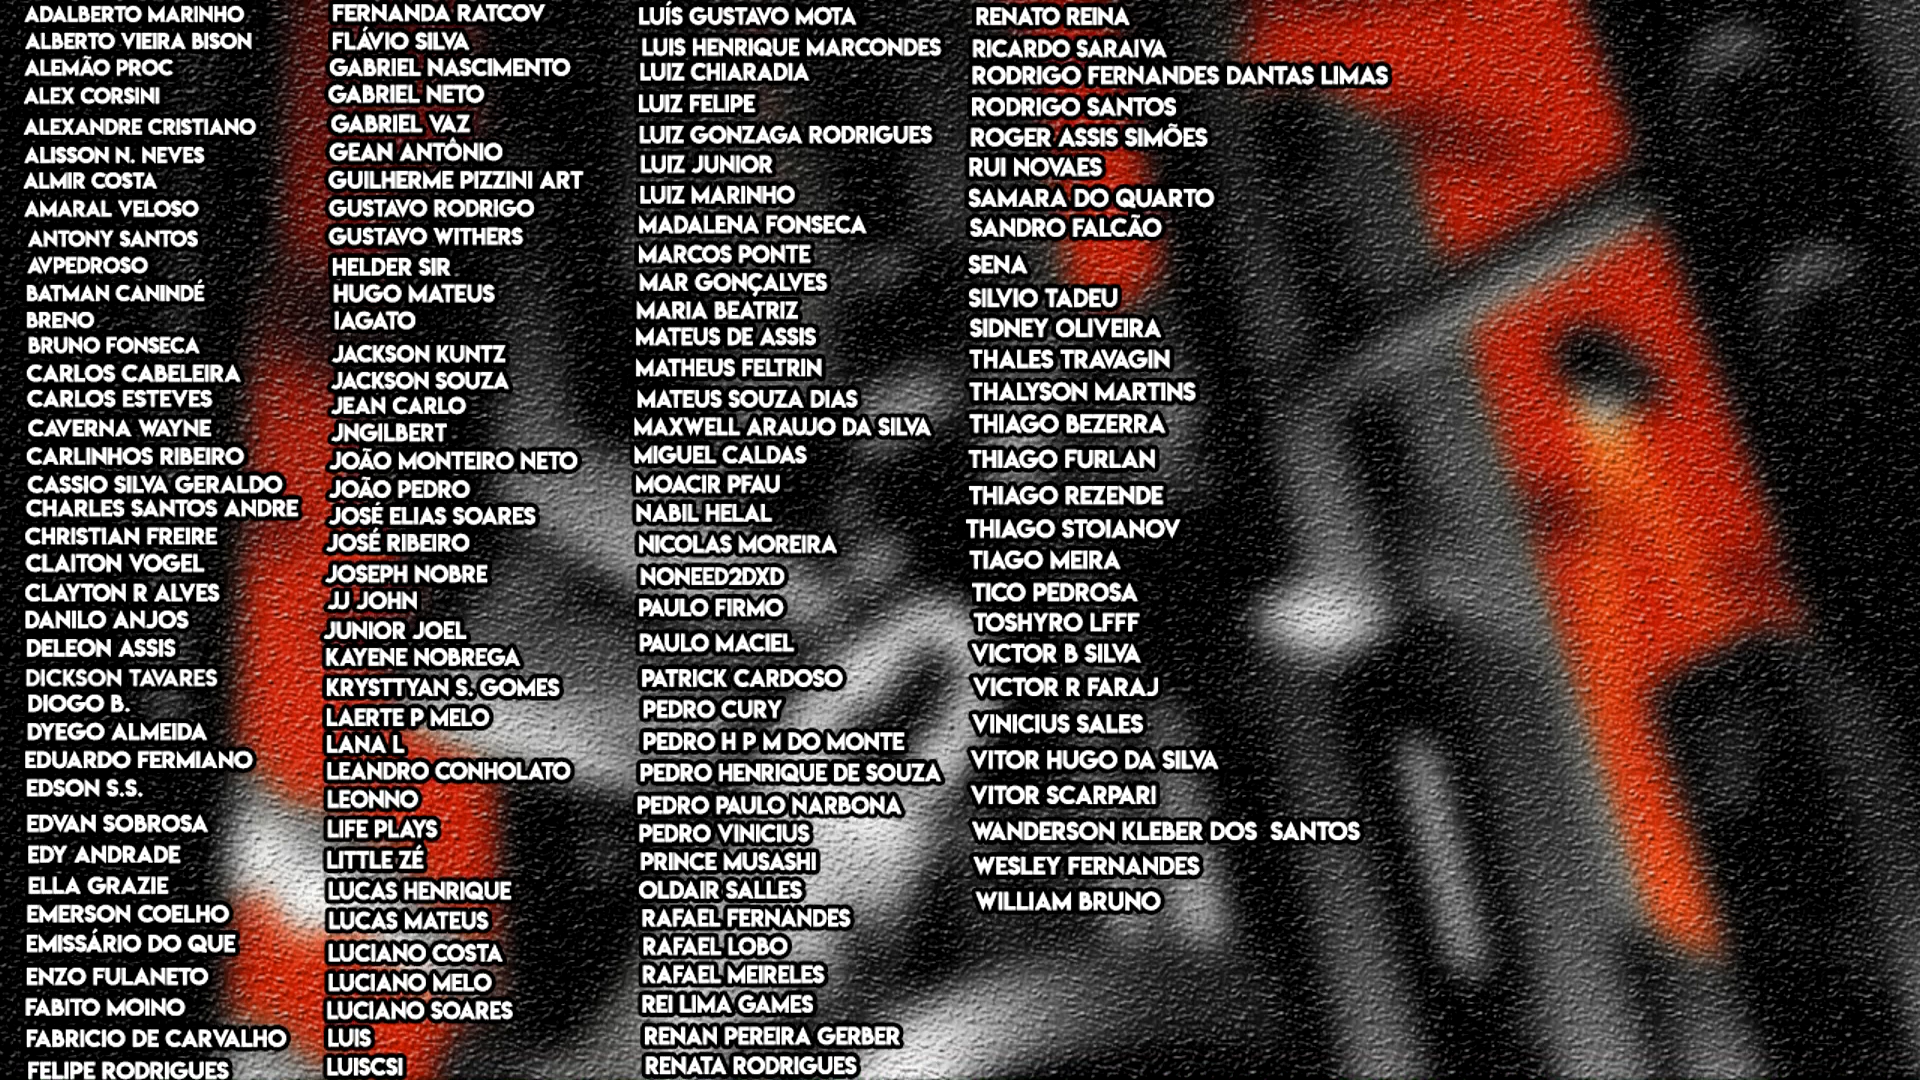 ADALBERTO MARINHO
ALBERTO VIEIRA BISON
ALEMÃO PROC
ALEX CORSINI
ALEXANDRE CRISTIANO
ALISSON N. NEVES
ALMIR COSTA
AMARAL VELOSO
ANTONY SANTOS
AVPEDROSO
BATMAN CANINDÉ
BRENO
BRUNO FONSECA
CARLOS CABELEIRA
CARLOS ESTEVES
CAVERNA WAYNE
CARLINHOS RIBEIRO
CASSIO SILVA GERALDO
CHARLES SANTOS ANDRE
CHRISTIAN FREIRE
CLAITON VOGEL
CLAYTON R ALVES
DANILO ANJOS
DELEON ASSIS
DICKSON TAVARES
DIOGO B.
DYEGO ALMEIDA
EDUARDO FERMIANO
EDSON S.S.
EDVAN SOBROSA
EDY ANDRADE
ELLA GRAZIE
EMERSON COELHO
EMISSÁRIO DO QUE
ENZO FULANETO
FABITO MOINO
FABRICIO DE CARVALHO
FELIPE RODRIGUES
FERNANDA RATCOV
FLÁVIO SILVA
GABRIEL NASCIMENTO
GABRIEL NETO
GABRIEL VAZ
GEAN ANTÔNIO
GUILHERME PIZZINI ART
GUSTAVO RODRIGO
GUSTAVO WITHERS
HELDER SIR
HUGO MATEUS
IAGATO
JACKSON KUNTZ
JACKSON SOUZA
JEAN CARLO
JNGILBERT
JOÃO MONTEIRO NETO
JOÃO PEDRO
JOSÉ ELIAS SOARES
JOSÉ RIBEIRO
JOSEPH NOBRE
JJ JOHN
JUNIOR JOEL
KAYENE NOBREGA
KRYSTTYAN S. GOMES
LAERTE P MELO
LANA L
LEANDRO CONHOLATO
LEONNO
LIFE PLAYS
LITTLE ZÉ
LUCAS HENRIQUE
LUCAS MATEUS
LUCIANO COSTA
LUCIANO MELO
LUCIANO SOARES
LUIS
LUISCSI
LUÍS GUSTAVO MOTA
LUIS HENRIQUE MARCONDES
LUIZ CHIARADIA
LUIZ FELIPE
LUIZ GONZAGA RODRIGUES
LUIZ JUNIOR
LUIZ MARINHO
MADALENA FONSECA
MARCOS PONTE
MAR GONÇALVES
MARIA BEATRIZ
MATEUS DE ASSIS
MATHEUS FELTRIN
MATEUS SOUZA DIAS
MAXWELL ARAUJO DA SILVA
MIGUEL CALDAS
MOACIR PFAU
NABIL HELAL
NICOLAS MOREIRA
NONEED2DXD
PAULO FIRMO
PAULO MACIEL
PATRICK CARDOSO
PEDRO CURY
PEDRO H P M DO MONTE
PEDRO HENRIQUE DE SOUZA
PEDRO PAULO NARBONA
PEDRO VINICIUS
PRINCE MUSASHI
OLDAIR SALLES
RAFAEL FERNANDES
RAFAEL LOBO
RAFAEL MEIRELES
REI LIMA GAMES
RENAN PEREIRA GERBER
RENATA RODRIGUES
RENATO REINA
RICARDO SARAIVA
RODRIGO FERNANDES DANTAS LIMAS
RODRIGO SANTOS
ROGER ASSIS SIMÕES
RUI NOVAES
SAMARA DO QUARTO
SANDRO FALCÃO
SENA
SILVIO TADEU
SIDNEY OLIVEIRA
THALES TRAVAGIN
THALYSON MARTINS
THIAGO BEZERRA
THIAGO FURLAN
THIAGO REZENDE
THIAGO STOIANOV
TIAGO MEIRA
TICO PEDROSA
TOSHYRO LFFF
VICTOR B SILVA
VICTOR R FARAJ
VINICIUS SALES
VITOR HUGO DA SILVA
VITOR SCARPARI
WANDERSON KLEBER DOS  SANTOS
WESLEY FERNANDES
WILLIAM BRUNO